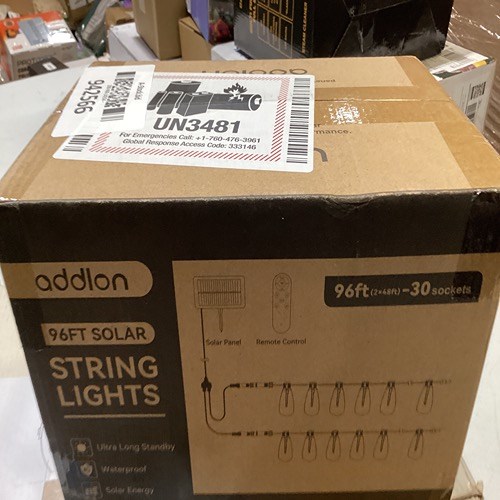 942566
UN3481
For Emergencies Call: +1-760-476-3961
Global Response Access Code: 333146
addlon
96FT SOLAR
STRING
LIGHTS
Ultra Long Standby
Waterproof
Solar Energy
96ft (2×48ft) -30 sockets
Solar Panel
Remote Control